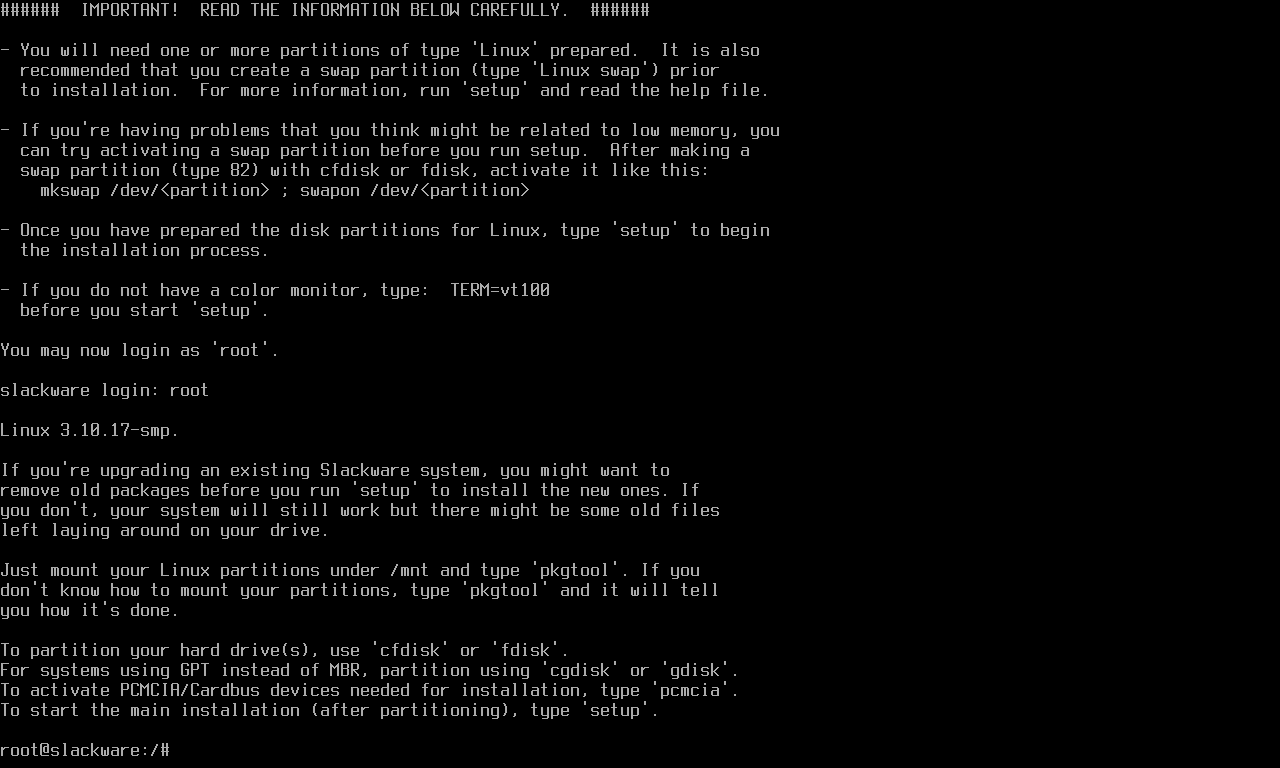 ######  IMPORTANT!  READ THE INFORMATION BELOW CAREFULLY.  ######
- You will need one or more partitions of type 'Linux' prepared.  It is also
  recommended that you create a swap partition (type 'Linux swap') prior
  to installation.  For more information, run 'setup' and read the help file.
- If you're having problems that you think might be related to low memory, you
  can try activating a swap partition before you run setup.  After making a
  swap partition (type 82) with cfdisk or fdisk, activate it like this:
    mkswap /dev/<partition> ; swapon /dev/<partition>
- Once you have prepared the disk partitions for Linux, type 'setup' to begin
  the installation process.
- If you do not have a color monitor, type:  TERM=vt100
  before you start 'setup'.
You may now login as 'root'.
slackware login: root
Linux 3.10.17-smp.
If you're upgrading an existing Slackware system, you might want to
remove old packages before you run 'setup' to install the new ones. If
you don't, your system will still work but there might be some old files
left laying around on your drive.
Just mount your Linux partitions under /mnt and type 'pkgtool'. If you
don't know how to mount your partitions, type 'pkgtool' and it will tell
you how it's done.
To partition your hard drive(s), use 'cfdisk' or 'fdisk'.
For systems using GPT instead of MBR, partition using 'cgdisk' or 'gdisk'.
To activate PCMCIA/Cardbus devices needed for installation, type 'pcmcia'.
To start the main installation (after partitioning), type 'setup'.
root@slackware:/#